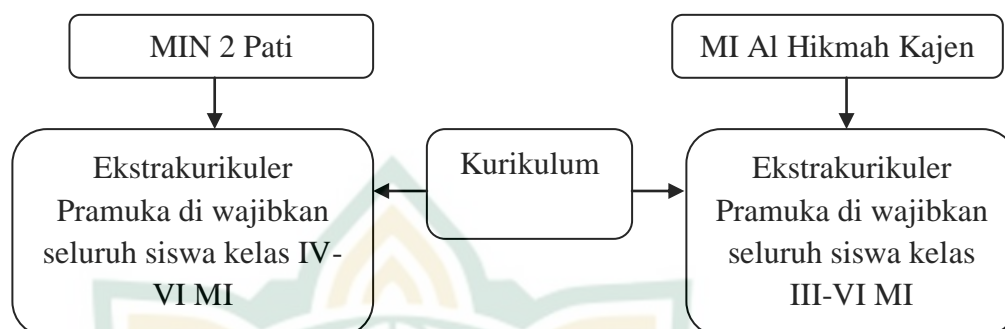 MIN 2 Pati
MI Al Hikmah Kajen
Ekstrakurikuler
Pramuka di wajibkan
seluruh siswa kelas IV-
VI MI
Kurikulum
Ekstrakurikuler
Pramuka di wajibkan
seluruh siswa kelas
III-VI MI